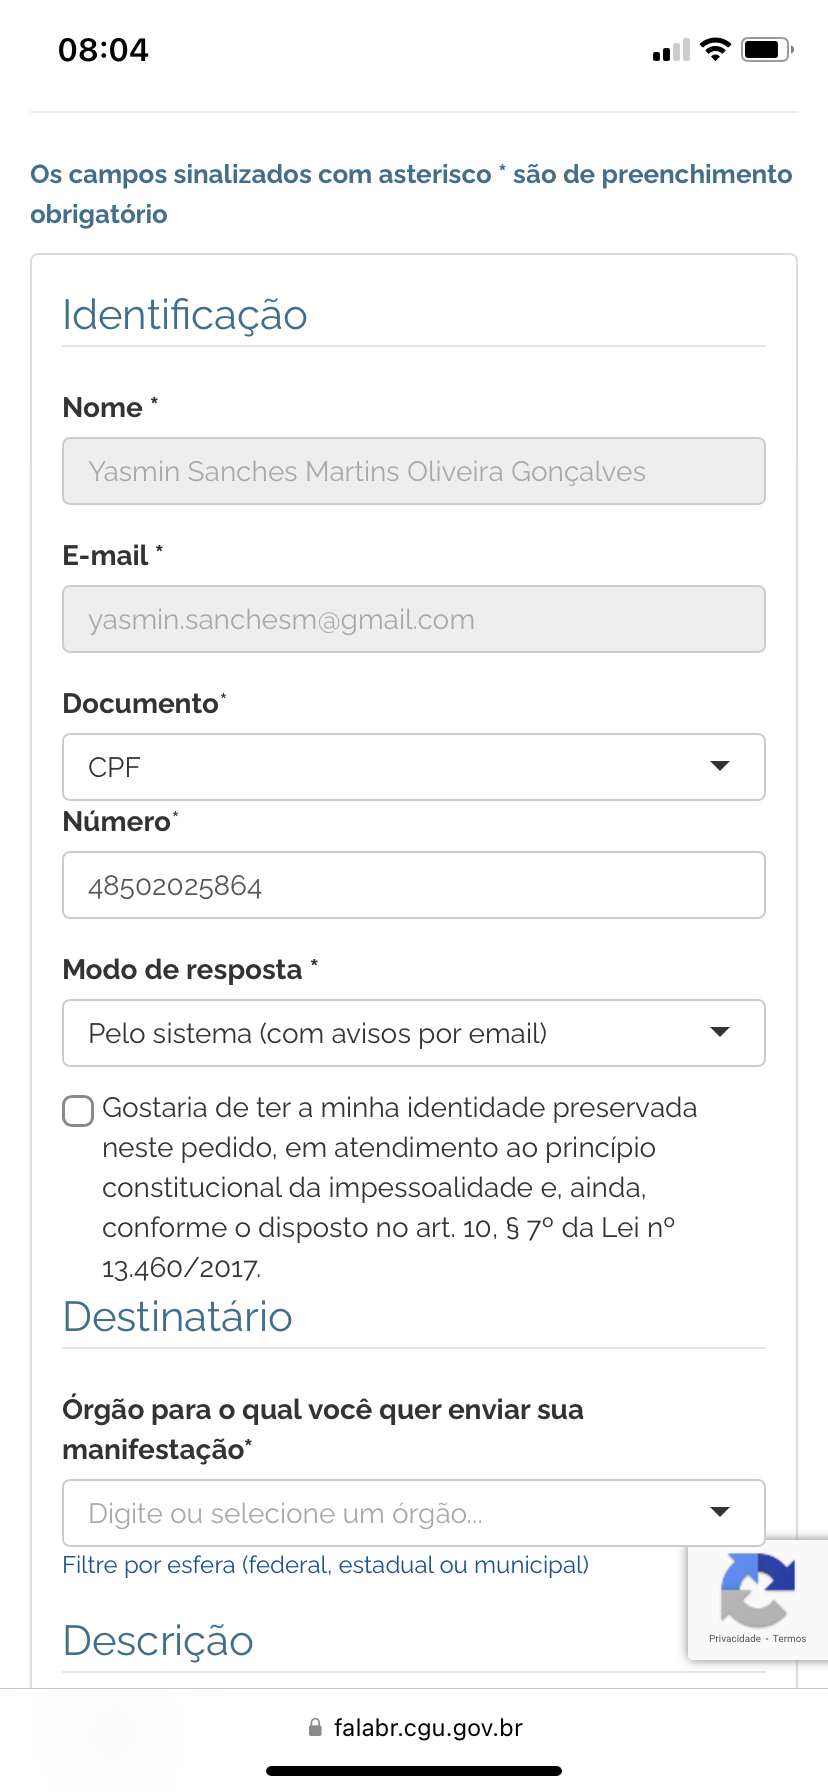 08:04
Os campos sinalizados com asterisco * são de preenchimento
obrigatório
Identificação
Nome *
Yasmin Sanches Martins Oliveira Gonçalves
E-mail *
yasmin.sanchesm@gmail.com
Documento*
CPF
Número*
48502025864
Modo de resposta *
Pelo sistema (com avisos por email)
Gostaria de ter a minha identidade preservada
neste pedido, em atendimento ao princípio
constitucional da impessoalidade e, ainda,
conforme o disposto no art. 10, § 7º da Lei nº
13.460/2017.
Destinatário
Órgão para o qual você quer enviar sua
manifestação*
Digite ou selecione um órgão...
Filtre por esfera (federal, estadual ou municipal)
Privacidade - Termos
Descrição
falabr.cgu.gov.br